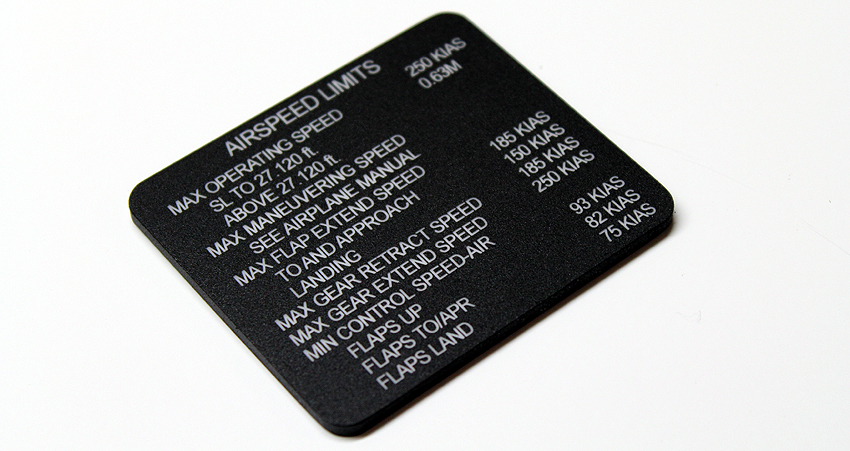 AIRSPEED LIMITS
MAX OPERATING SPEED
SL TO 27 120 ft 250 KIAS
ABOVE 27 120 ft 0.63M
MAX MANEUVERING SPEED
SEE AIRPLANE MANUAL
MAX FLAP EXTEND SPEED
TO AND APPROACH 185 KIAS
LANDING 150 KIAS
MAX GEAR RETRACT SPEED 185 KIAS
MAX GEAR EXTEND SPEED 250 KIAS
MIN CONTROL SPEED-AIR
FLAPS UP 93 KIAS
FLAPS TO/APR 82 KIAS
FLAPS LAND 75 KIAS